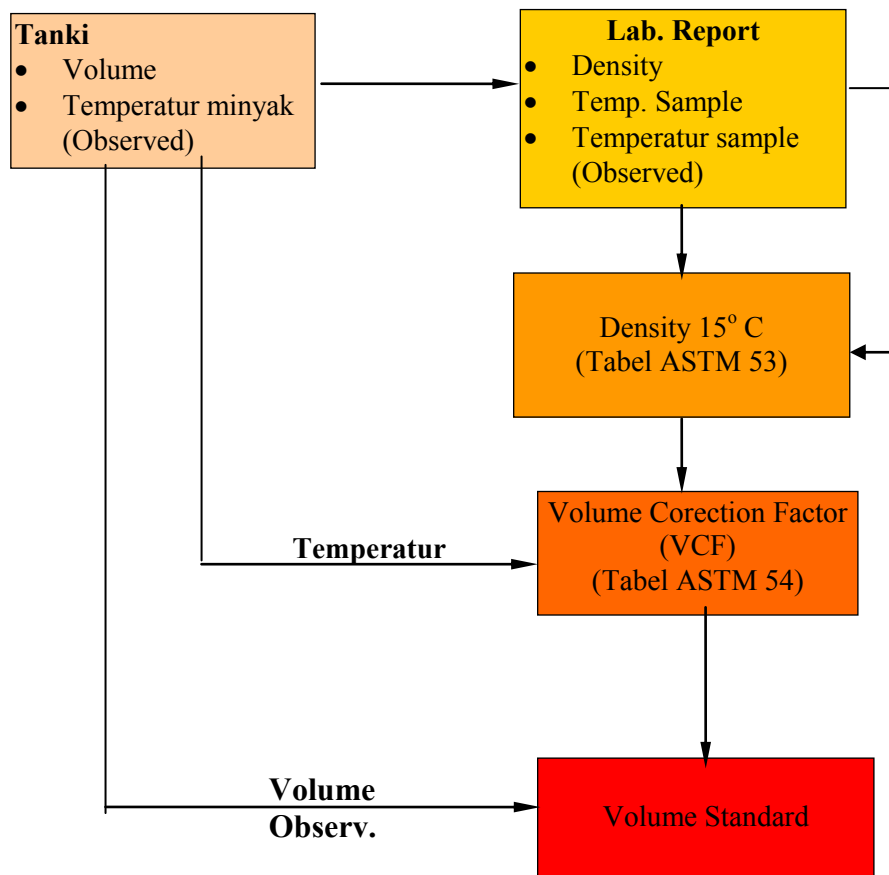 Tanki
• Volume
• Temperatur minyak
(Observed)
Lab. Report
• Density
• Temp. Sample
• Temperatur sample
(Observed)
Density 15° C
(Tabel ASTM 53)
Volume Corection Factor
(VCF)
(Tabel ASTM 54)
Temperatur
Volume
Observ.
Volume Standard